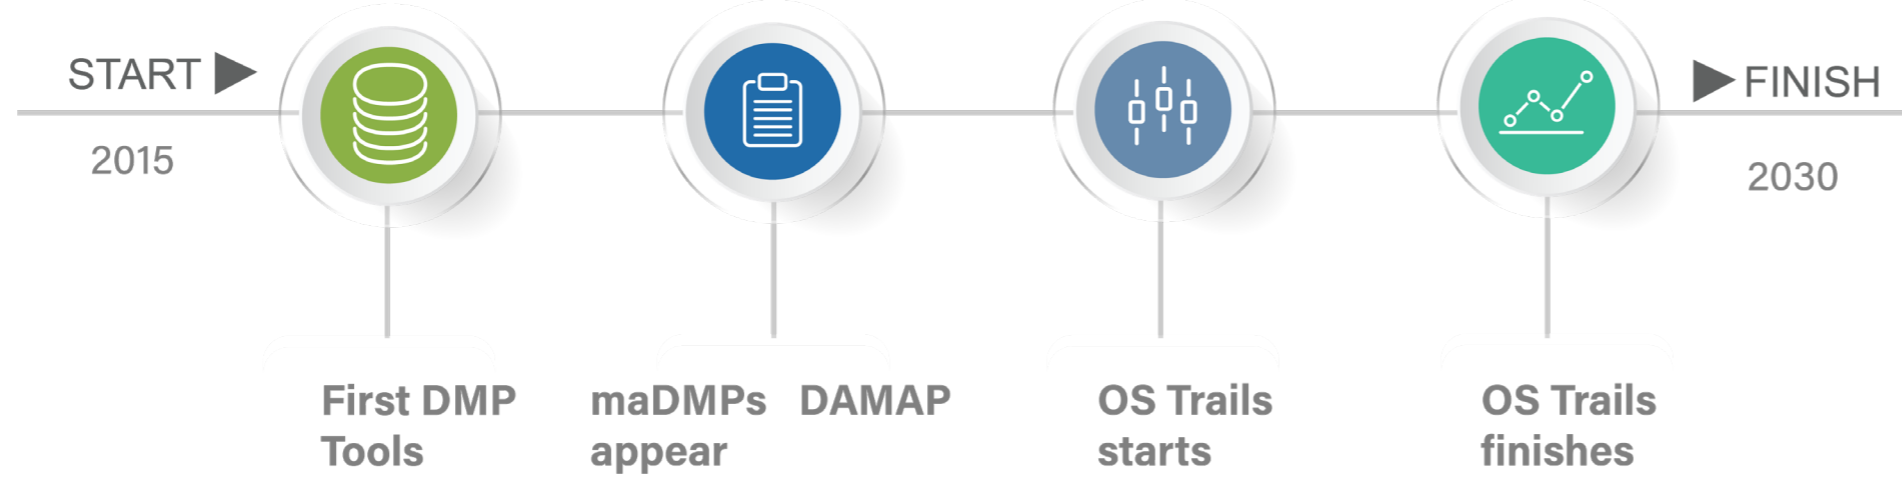 START
FINISH
2015
2030
First DMP
Tools
maDMPs DAMAP
appear
OS Trails
starts
OS Trails
finishes